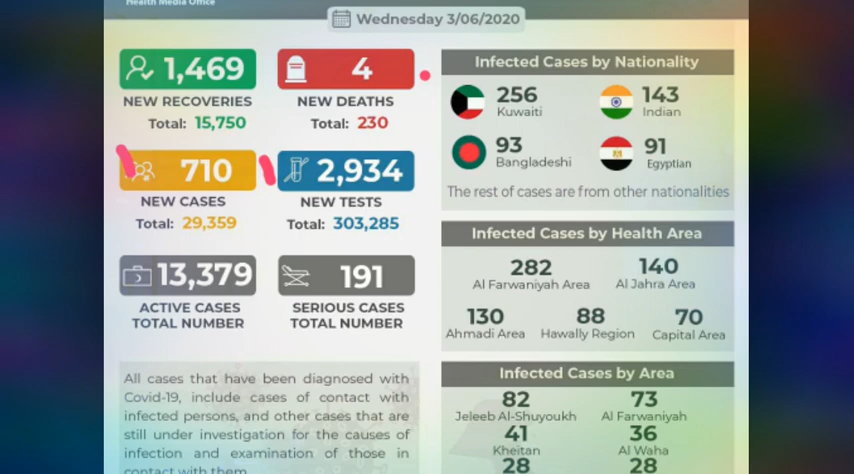 Health Media Office
Wednesday 3/06/2020
1,469
NEW RECOVERIES
Total: 15,750
4
NEW DEATHS
Total: 230
710
NEW CASES
Total: 29,359
2,934
NEW TESTS
Total: 303,285
13,379
ACTIVE CASES
TOTAL NUMBER
191
SERIOUS CASES
TOTAL NUMBER
All cases that have been diagnosed with
Covid-19, include cases of contact with
infected persons, and other cases that are
still under investigation for the causes of
infection and examination of those in
contact with them
Infected Cases by Nationality
256
Kuwaiti
143
Indian
93
Bangladeshi
91
Egyptian
The rest of cases are from other nationalities
Infected Cases by Health Area
282
Al Farwaniyah Area
140
Al Jahra Area
130
Ahmadi Area
88
Hawally Region
70
Capital Area
Infected Cases by Area
82
Jeleeb Al-Shuyoukh
73
Al Farwaniyah
41
Kheitan
36
Al Waha
28
28